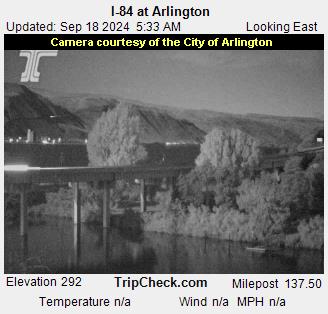 I-84 at Arlington
Updated: Sep 18 2024 5:33 AM Looking East
Camera courtesy of the City of Arlington
Elevation 292 TripCheck.com Milepost 137.50
Temperature n/a Wind n/a MPH n/a